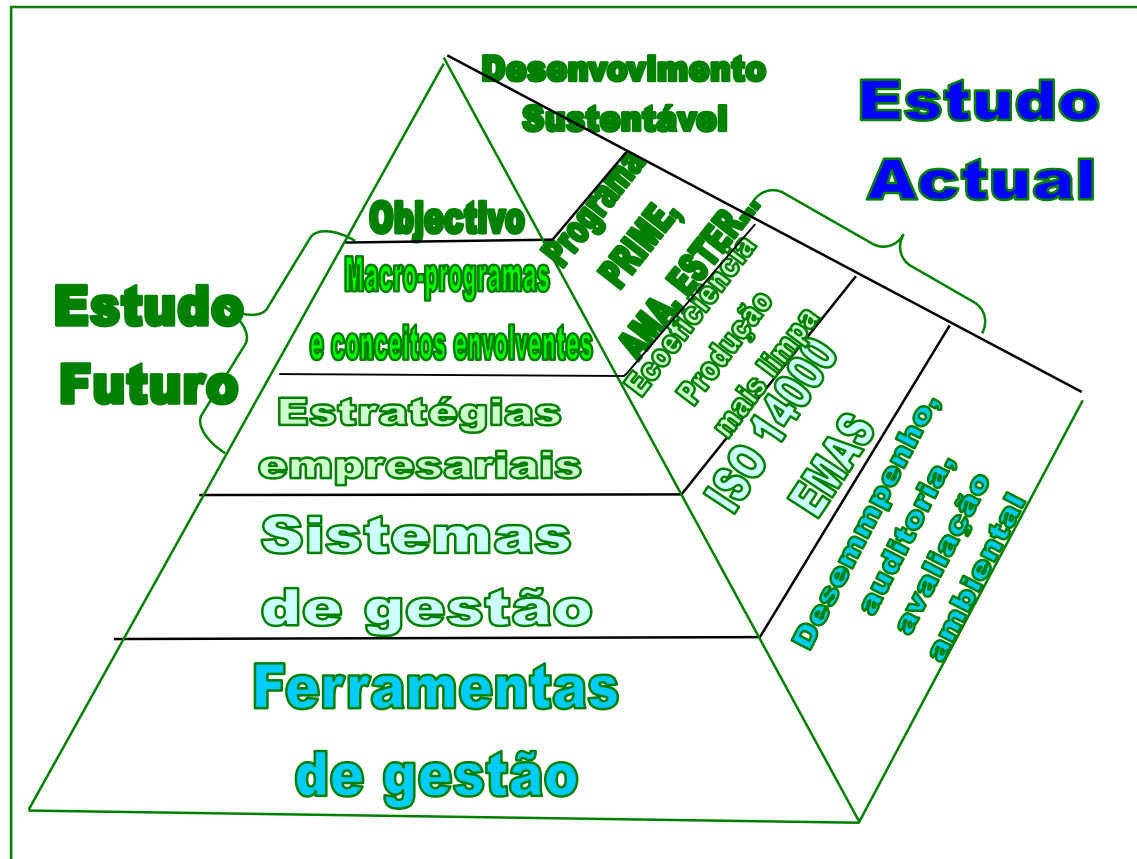 Desenvovimento
Sustentável
Estudo
Actual
Objectivo
Programa
PRIME,
AMA, ESTER...
Macro-programas
e conceitos envolventes
Estudo
Futuro
Ecoeficiência
Produção
mais limpa
Estratégias
empresariais
ISO 14000
EMAS
Sistemas
de gestão
Desemmpenho,
auditoria,
avaliação
ambiental
Ferramentas
de gestão